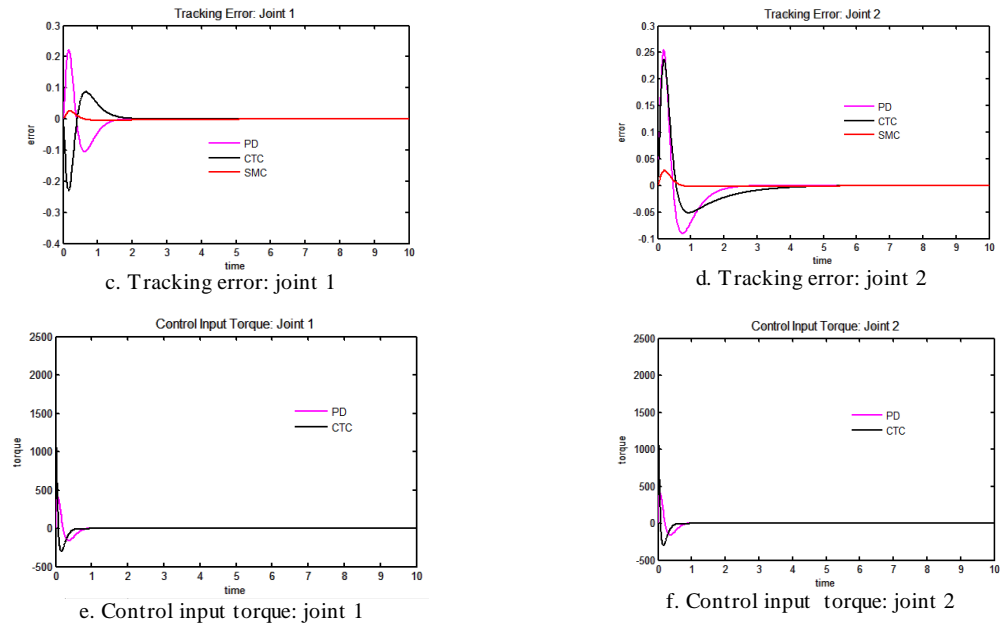 Tracking Error: Joint 1
0.3
0.2
0.1
0
-0.1
-0.2
-0.3
-0.4
error
PD
CTC
SMC
0 1 2 3 4 5 6 7 8 9 10
time
c. Tracking error: joint 1
Tracking Error: Joint 2
0.3
0.25
0.2
0.15
0.1
0.05
0
-0.05
-0.1
error
PD
CTC
SMC
0 1 2 3 4 5 6 7 8 9 10
time
d. Tracking error: joint 2
Control Input Torque: Joint 1
2500
2000
1500
1000
500
0
-500
torque
PD
CTC
0 1 2 3 4 5 6 7 8 9 10
time
e. Control input torque: joint 1
Control Input Torque: Joint 2
2500
2000
1500
1000
500
0
-500
torque
PD
CTC
0 1 2 3 4 5 6 7 8 9 10
time
f. Control input torque: joint 2